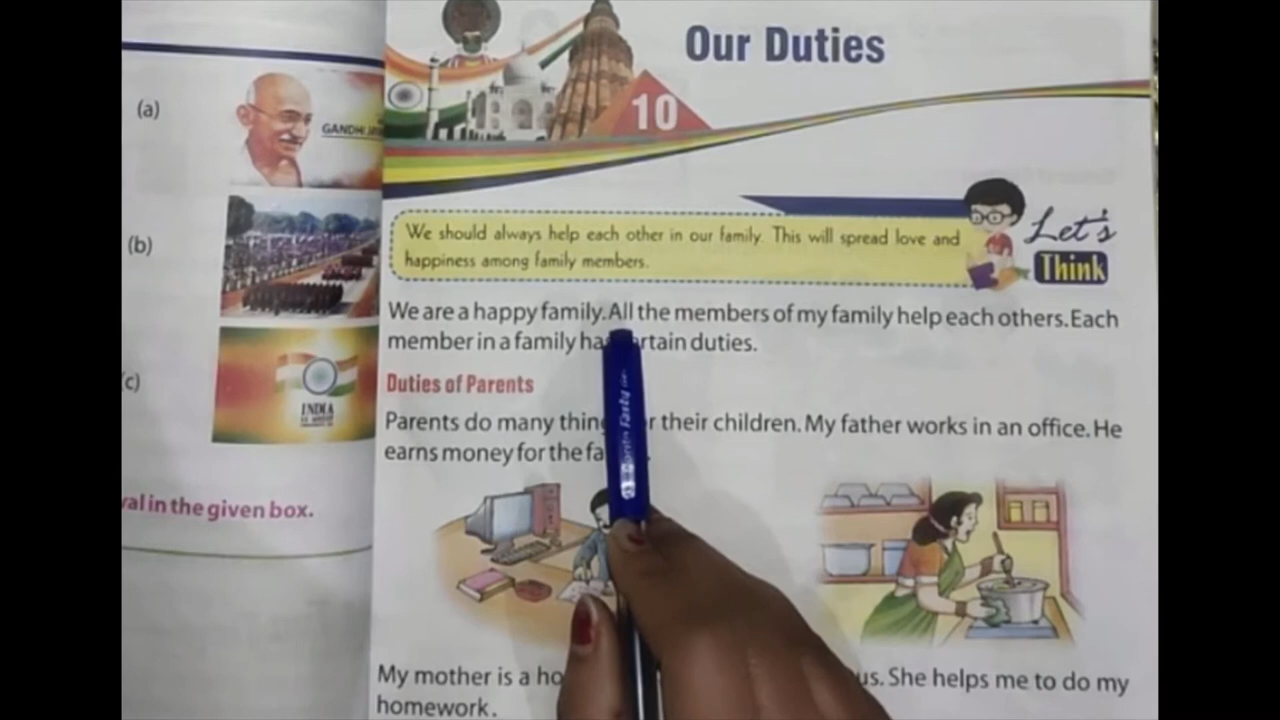 (a)
GANDHI
(b)
(c)
INDIA
val in the given box.
Our Duties
10
We should always help each other in our family. This will spread love and
happiness among family members.
Let's
Think
We are a happy family. All the members of my family help each others. Each
member in a family ha rtain duties.
Duties of Parents
Parents do many thin their children. My father works in an office. He
earns money for the fa
My mother is a ho us. She helps me to do my
homework.